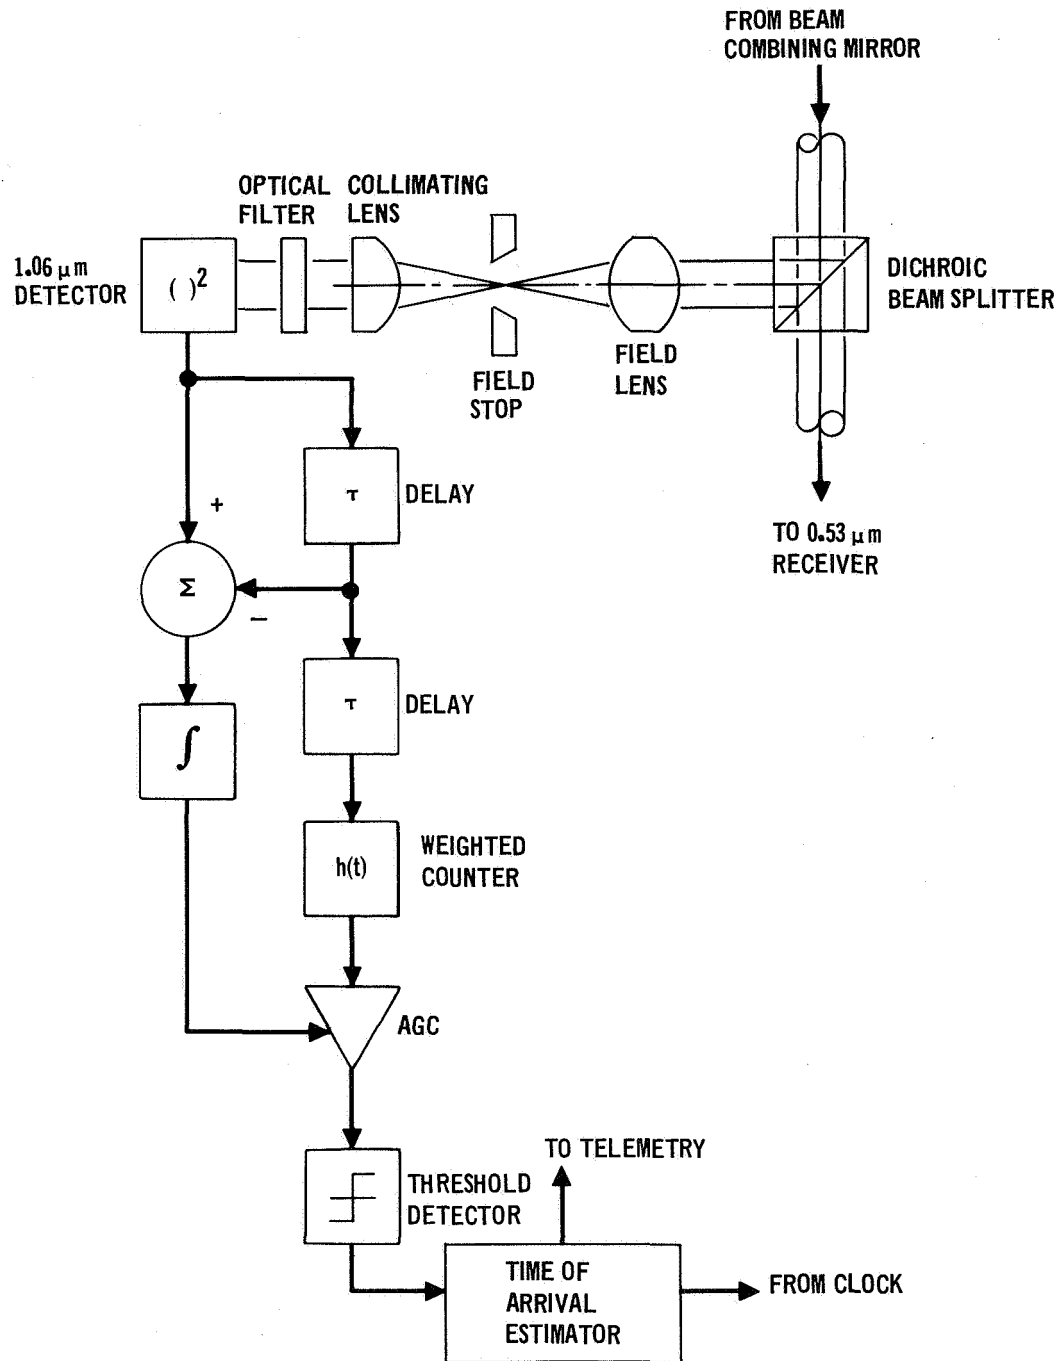 FROM BEAM
COMBINING MIRROR
OPTICAL
FILTER
COLLIMATING
LENS
1.06 μm
DETECTOR
( )²
DICHROIC
BEAM SPLITTER
FIELD
STOP
FIELD
LENS
τ
DELAY
+
TO 0.53 μm
RECEIVER
Σ
−
τ
DELAY
∫
WEIGHTED
COUNTER
h(t)
AGC
TO TELEMETRY
THRESHOLD
DETECTOR
TIME OF
ARRIVAL
ESTIMATOR
FROM CLOCK